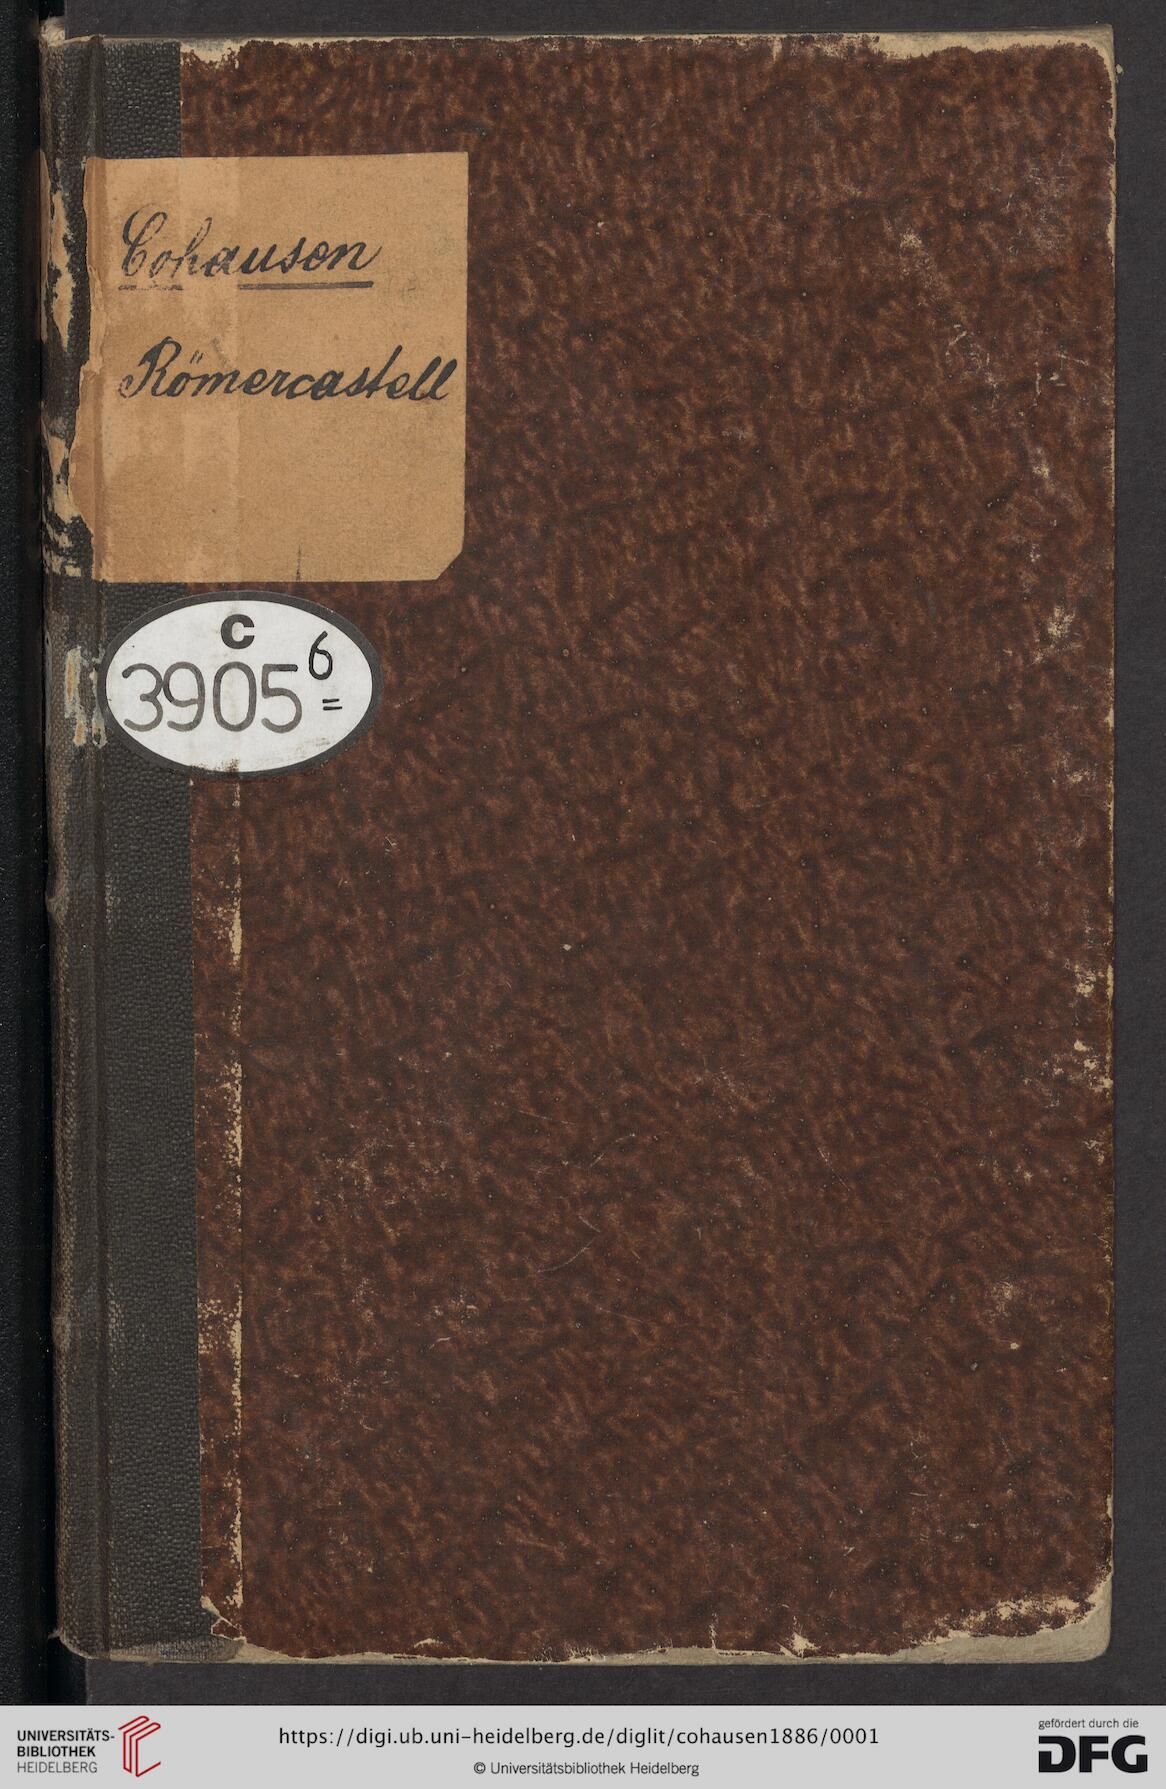 Cohausen
Römercastell
C
3905 6
=
UNIVERSITÄTS-
BIBLIOTHEK
HEIDELBERG
https://digi.ub.uni-heidelberg.de/diglit/cohausen1886/0001
© Universitätsbibliothek Heidelberg
gefördert durch die
DFG